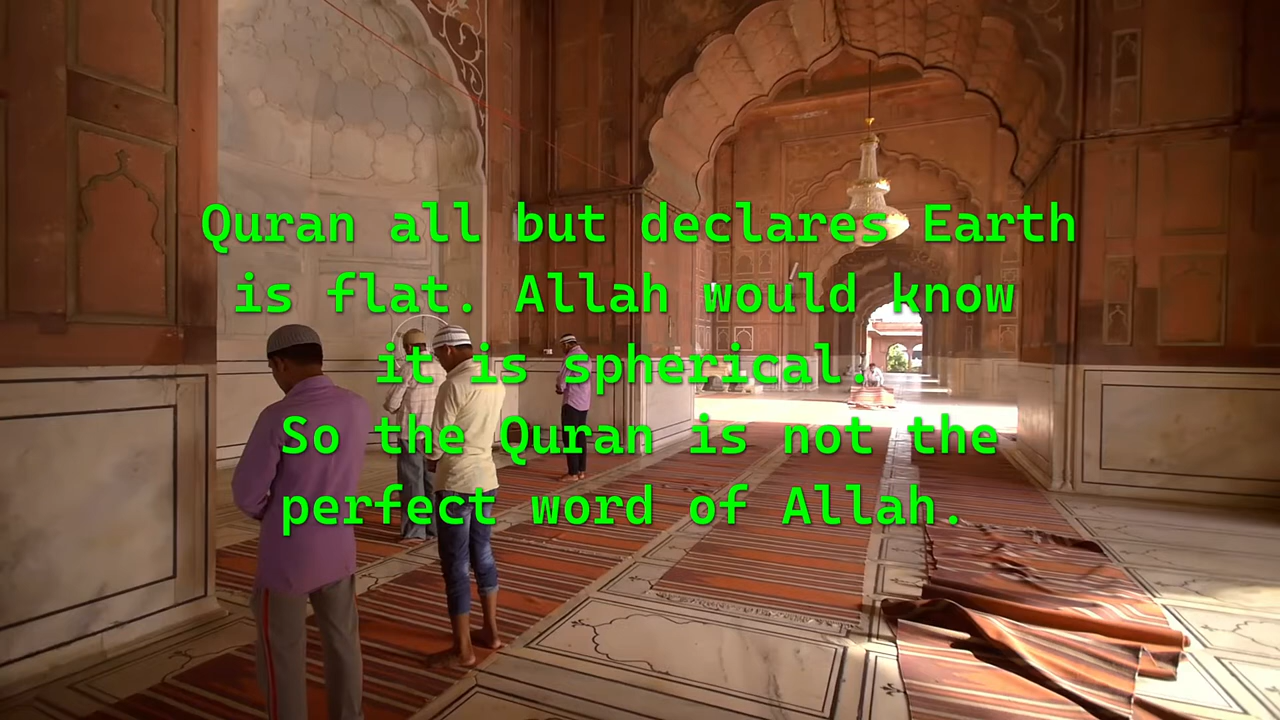 Quran all but declares Earth
is flat. Allah would know
it is spherical.
So the Quran is not the
perfect word of Allah.